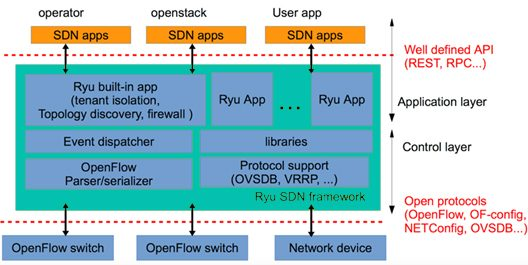 operator openstack User app
SDN apps SDN apps SDN apps
Well defined API
(REST, RPC...)
Ryu built-in app
(tenant isolation,
Topology discovery, firewall )
Ryu App ... Ryu App
Application layer
Event dispatcher libraries
Control layer
OpenFlow
Parser/serializer
Protocol support
(OVSDB, VRRP, ...)
Ryu SDN framework
Open protocols
(OpenFlow, OF-config,
NETConfig, OVSDB...)
OpenFlow switch OpenFlow switch Network device